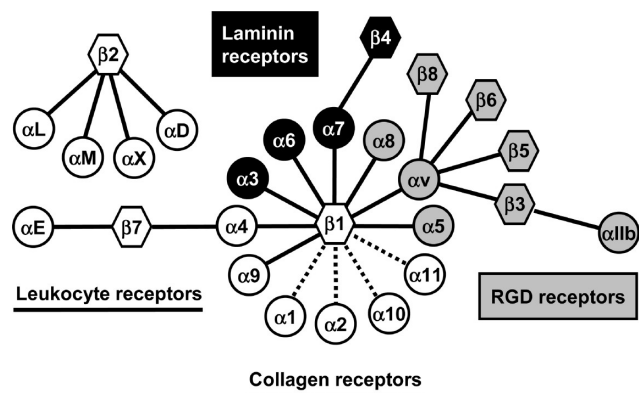 Laminin
receptors
β4
β2
β8
β6
αL
αM
αX
αD
α6
α7
α8
β5
α3
αv
β3
αE
β7
α4
β1
α5
αIIb
α9
α11
Leukocyte receptors
RGD receptors
α1
α2
α10
Collagen receptors